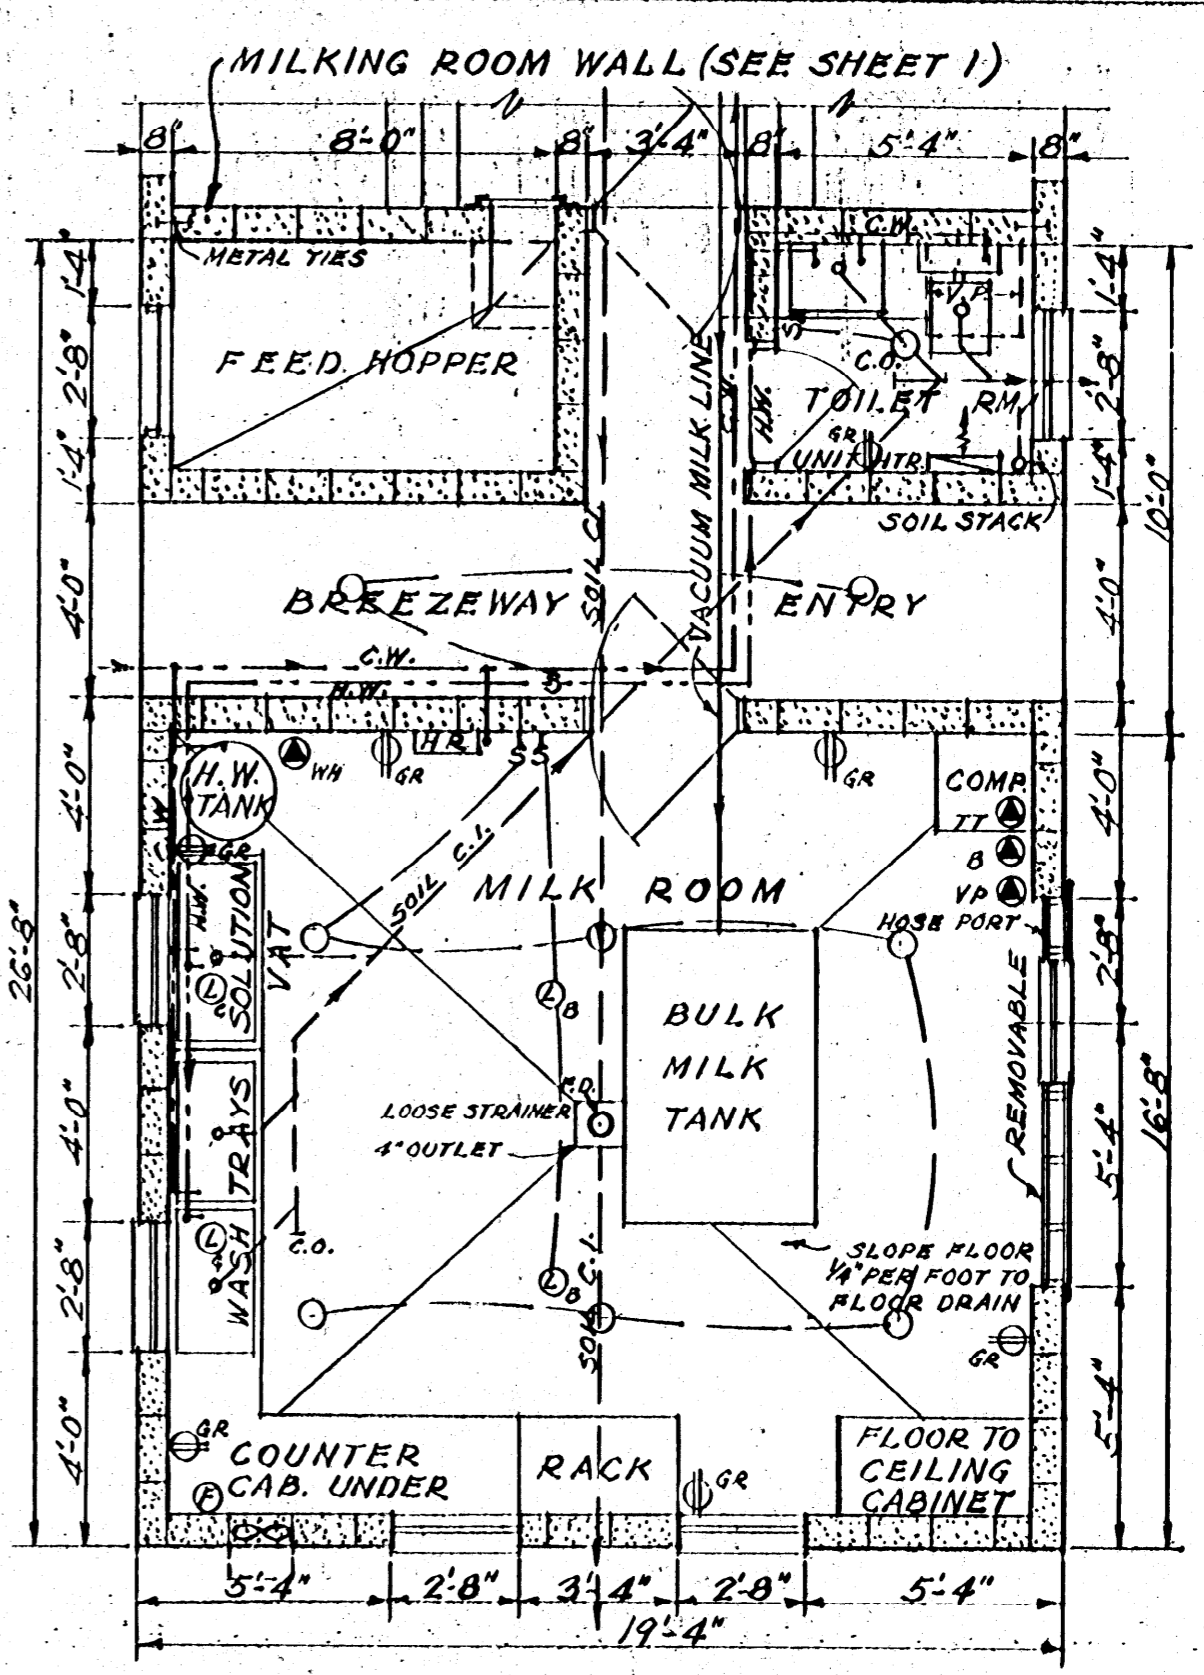 MILKING ROOM WALL (SEE SHEET 1)
8" 8'-0" 8" 3'-4" 8" 5'-4" 8"
METAL TIES
C.W.
V.P.
S
C.O.
FEED HOPPER
TOILET RM.
GR
UNIT HTR.
H.W.
C.W.
VACUUM MILK LINE
SOIL C.I.
SOIL STACK
1'-4"
2'-8"
1'-4"
4'-0"
4'-0"
2'-8"
4'-0"
2'-8"
4'-0"
26'-8"
1'-4"
2'-8"
1'-4"
4'-0"
4'-0"
2'-8"
5'-4"
5'-4"
10'-0"
16'-8"
BREEZEWAY ENTRY
C.W.
H.W.
H.W.
TANK
WH
GR
H.R.
S S
GR
COMP.
TT
B
VP
GR
SOIL C.I.
MILK ROOM
HOSE PORT
REMOVABLE
H.W.
SOLUTION
VAT
L
C
L
B
BULK
MILK
TANK
F.D.
LOOSE STRAINER
4" OUTLET
WASH TRAYS
L
C.O.
L
B
SOIL C.I.
SLOPE FLOOR
1/4" PER FOOT TO
FLOOR DRAIN
GR
GR
COUNTER
CAB. UNDER
F
RACK
GR
FLOOR TO
CEILING
CABINET
5'-4" 2'-8" 3'-4" 2'-8" 5'-4"
19'-4"